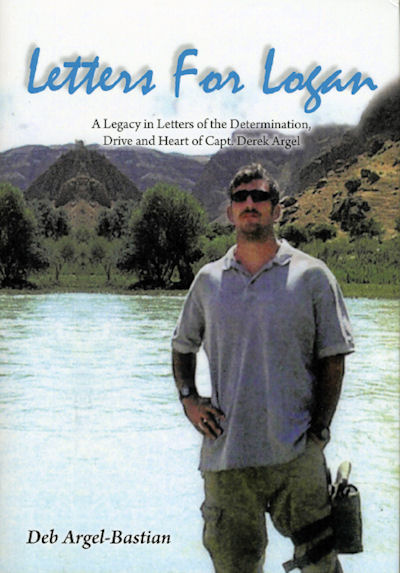 Letters For Logan
A Legacy in Letters of the Determination,
Drive and Heart of Capt. Derek Argel
Deb Argel-Bastian